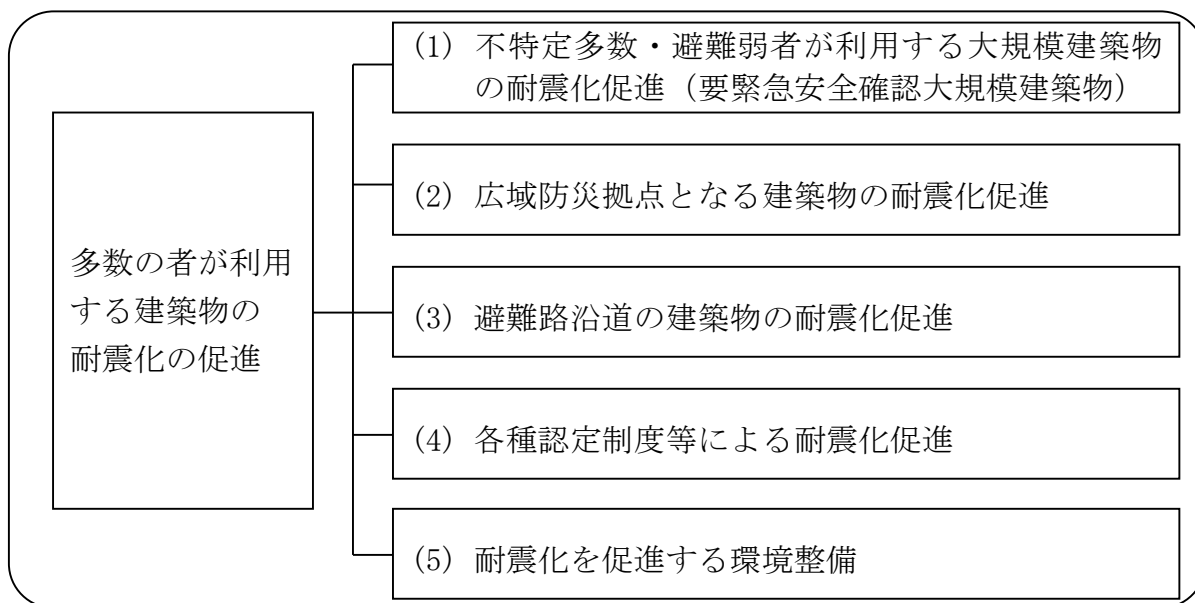 多数の者が利用
する建築物の
耐震化の促進
(1) 不特定多数・避難弱者が利用する大規模建築物
の耐震化促進（要緊急安全確認大規模建築物）
(2) 広域防災拠点となる建築物の耐震化促進
(3) 避難路沿道の建築物の耐震化促進
(4) 各種認定制度等による耐震化促進
(5) 耐震化を促進する環境整備